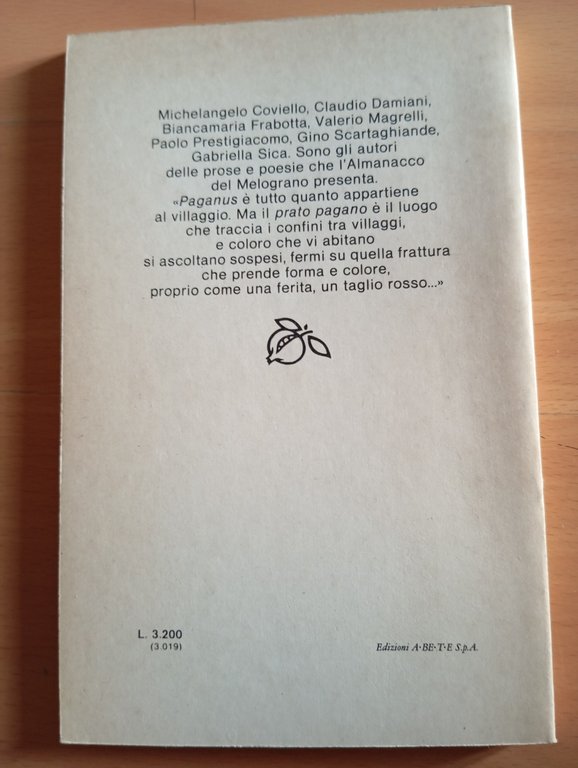 Michelangelo Coviello, Claudio Damiani,
Biancamaria Frabotta, Valerio Magrelli,
Paolo Prestigiacomo, Gino Scartaghiande,
Gabriella Sica. Sono gli autori
delle prose e poesie che l'Almanacco
del Melograno presenta.
«Paganus è tutto quanto appartiene
al villaggio. Ma il prato pagano è il luogo
che traccia i confini tra villaggi,
e coloro che vi abitano
si ascoltano sospesi, fermi su quella frattura
che prende forma e colore,
proprio come una ferita, un taglio rosso...»
L. 3.200
(3.019)
Edizioni A·BE·T·E S.p.A.